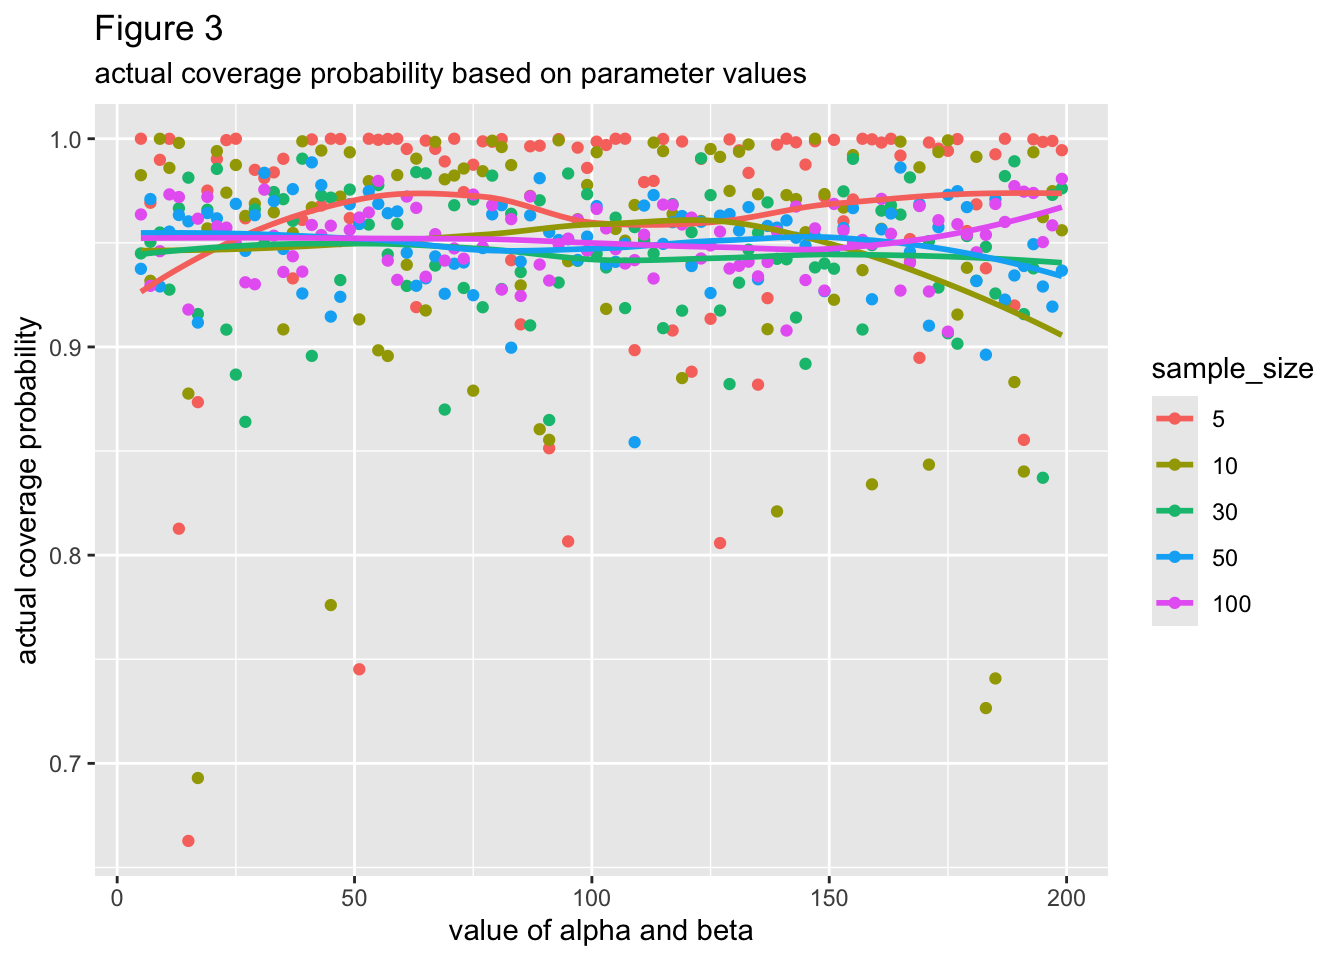 Figure 3
actual coverage probability based on parameter values
1.0
0.9
0.8
0.7
actual coverage probability
0
50
100
150
200
value of alpha and beta
sample_size
5
10
30
50
100